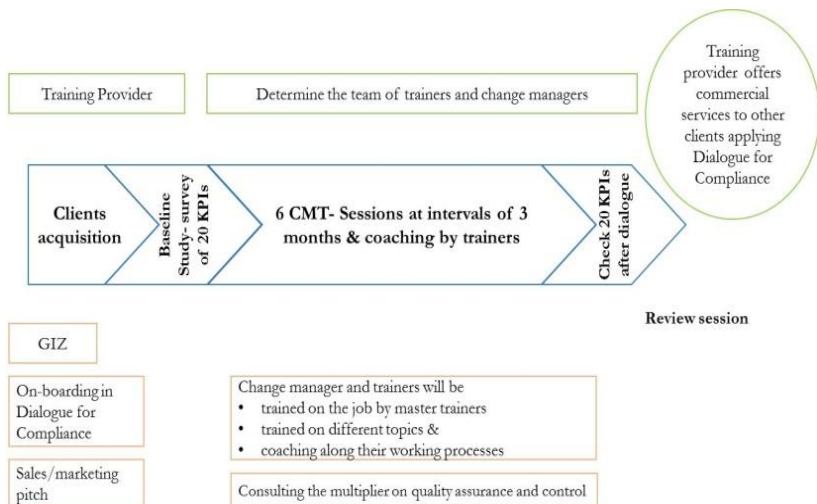 Training
provider offers
commercial
services to other
clients applying
Dialogue for
Compliance
Training Provider
Determine the team of trainers and change managers
Clients
acquisition
Baseline
Study- survey
of 20 KPIs
6 CMT- Sessions at intervals of 3
months & coaching by trainers
Check 20 KPIs
after dialogue
Review session
GIZ
On-boarding in
Dialogue for
Compliance
Change manager and trainers will be
• trained on the job by master trainers
• trained on different topics &
• coaching along their working processes
Sales/marketing
pitch
Consulting the multiplier on quality assurance and control